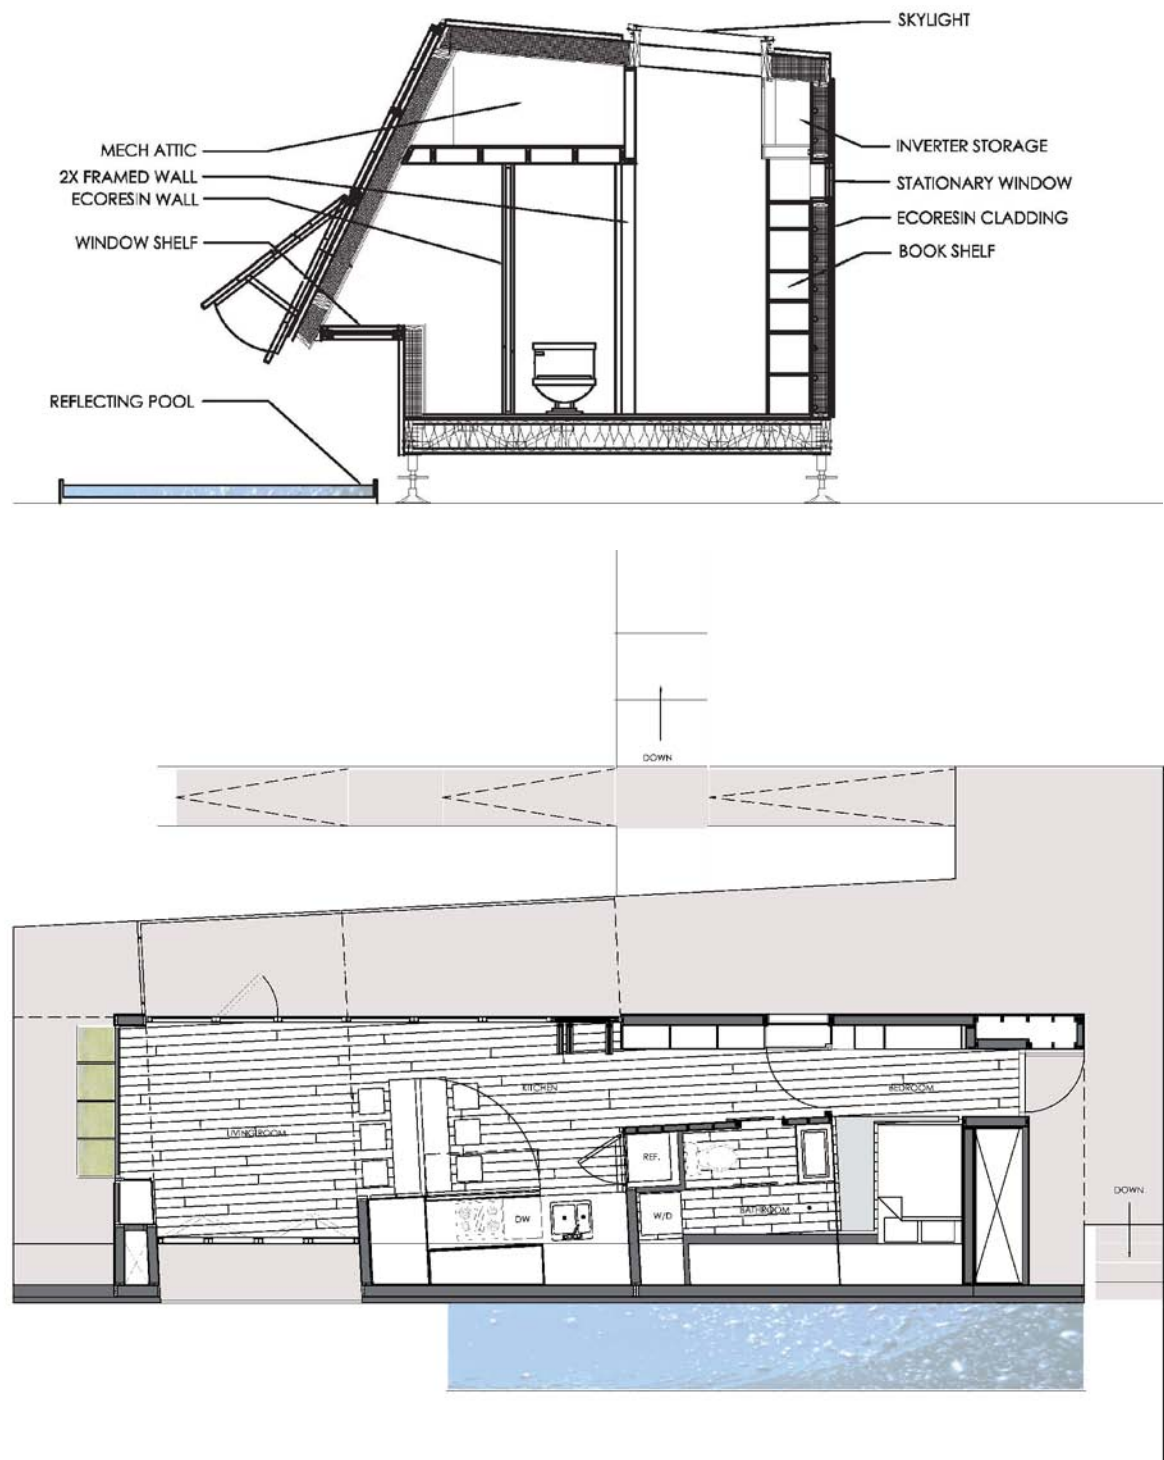 SKYLIGHT
MECH ATTIC
INVERTER STORAGE
2X FRAMED WALL
STATIONARY WINDOW
ECORESIN WALL
ECORESIN CLADDING
WINDOW SHELF
BOOK SHELF
REFLECTING POOL
DOWN
KITCHEN
BEDROOM
LIVING ROOM
REF.
DOWN
BATHROOM
W/D
DW